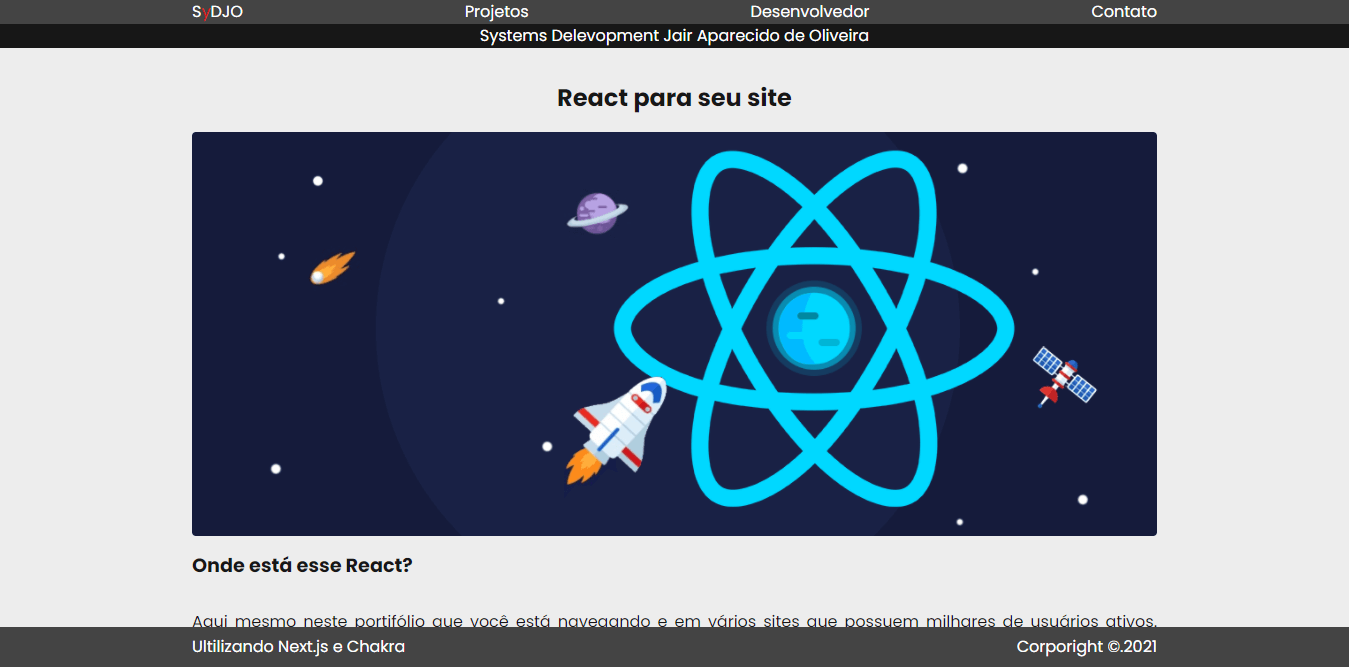 SyDJO Projetos Desenvolvedor Contato
Systems Delevopment Jair Aparecido de Oliveira
React para seu site
Onde está esse React?
Aqui mesmo neste portifólio que você está navegando e em vários sites que possuem milhares de usuários ativos.
Ultilizando Next.js e Chakra Corporight ©.2021